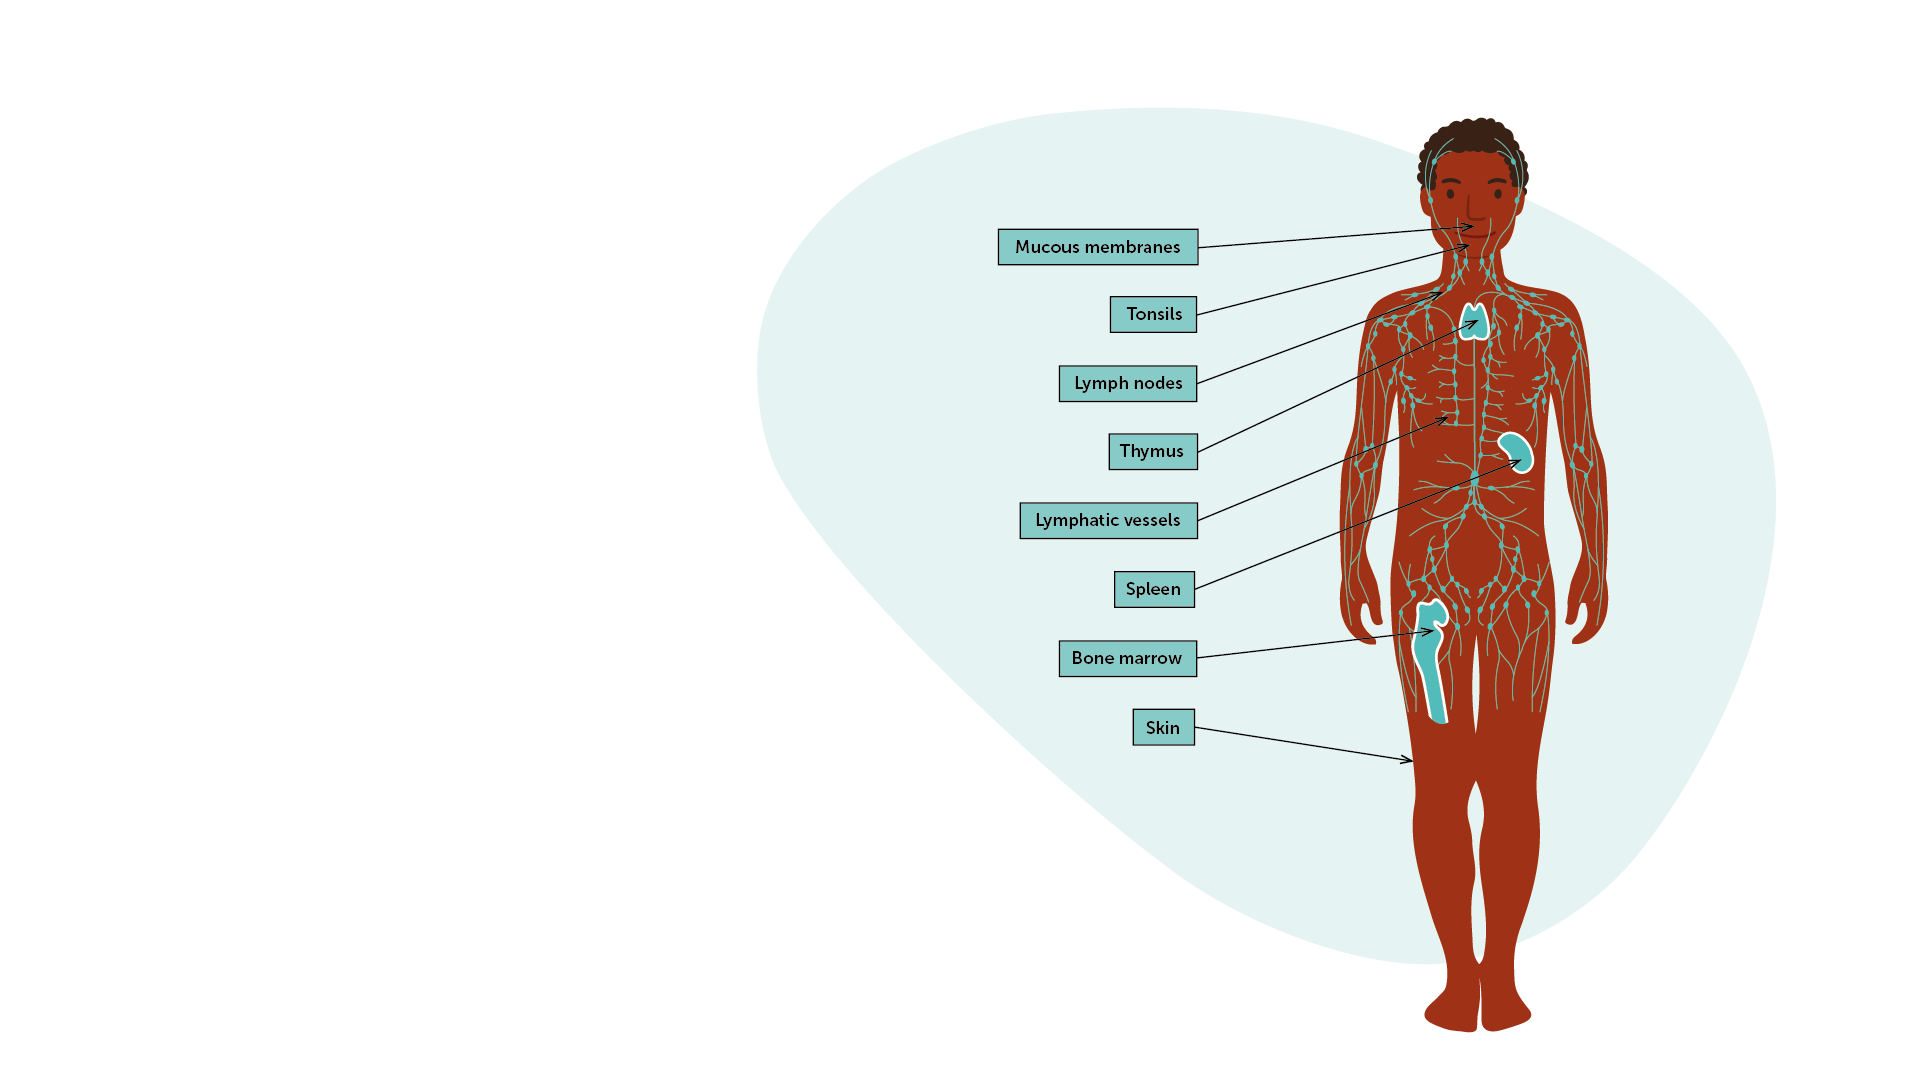 Mucous membranes
Tonsils
Lymph nodes
Thymus
Lymphatic vessels
Spleen
Bone marrow
Skin